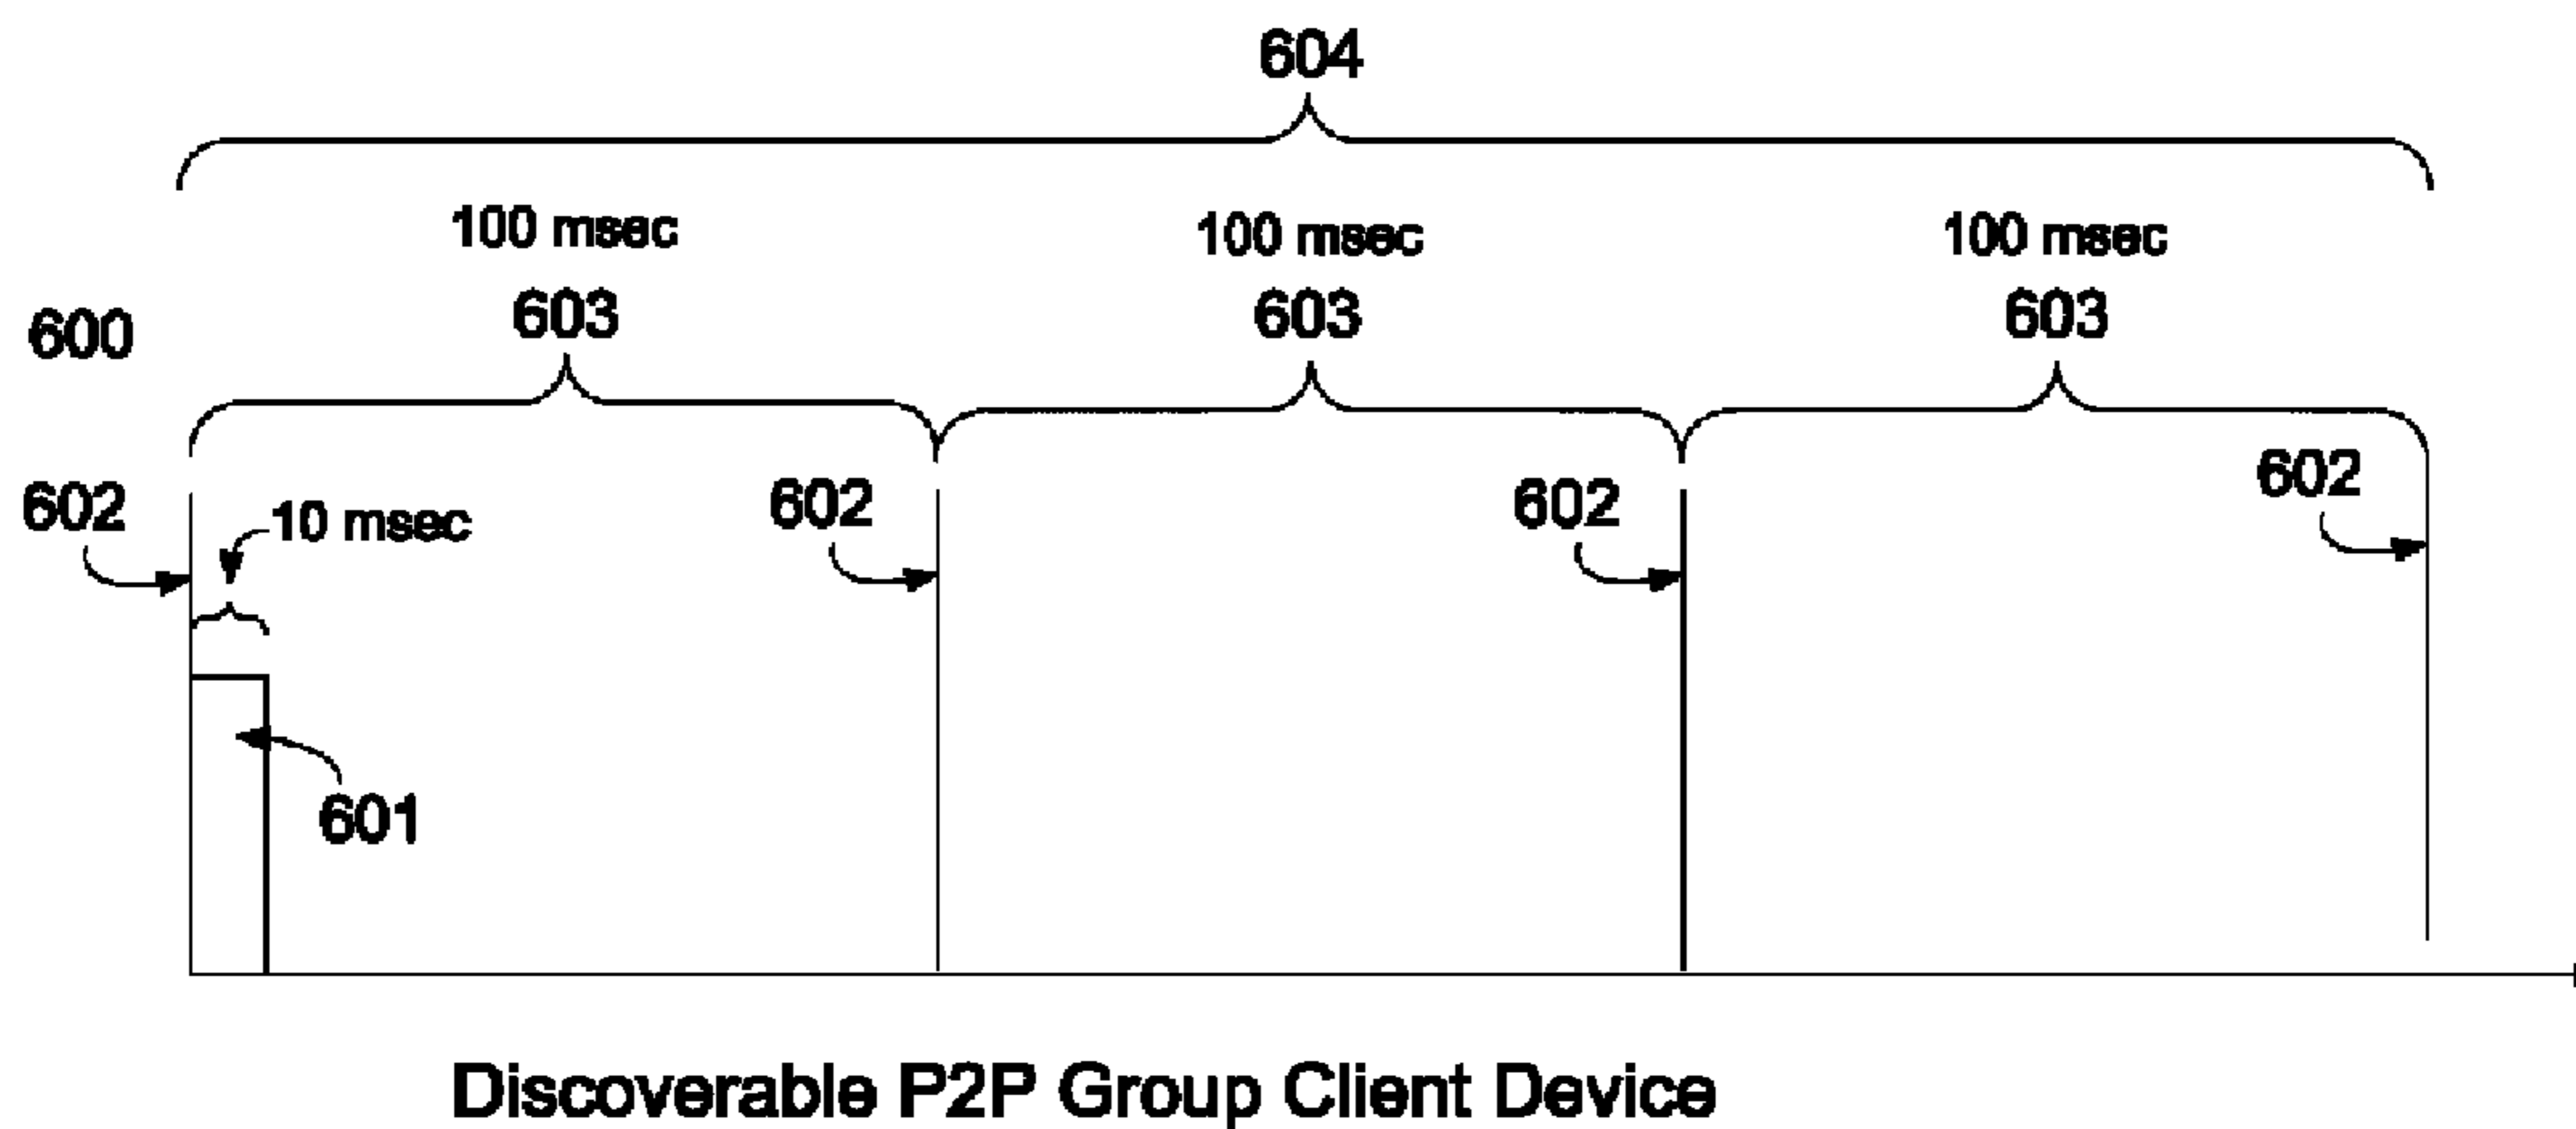 604
100 msec 100 msec 100 msec
600 603 603 603
602 10 msec 602 602 602
601
Discoverable P2P Group Client Device